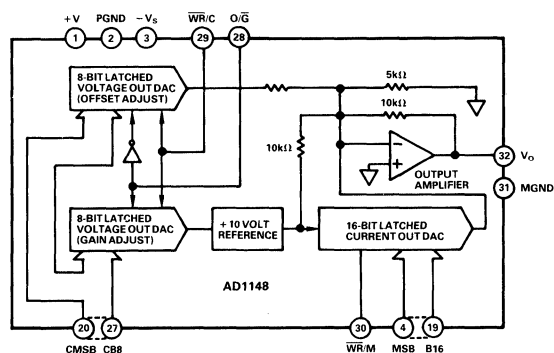 +V PGND −VS W̅R̅/C O/G̅
1 2 3 29 28
8-BIT LATCHED
VOLTAGE OUT DAC
(OFFSET ADJUST)
5kΩ
10kΩ
10kΩ
−
+
OUTPUT
AMPLIFIER
32 VO
31 MGND
8-BIT LATCHED
VOLTAGE OUT DAC
(GAIN ADJUST)
+10 VOLT
REFERENCE
16-BIT LATCHED
CURRENT OUT DAC
AD1148
20 27 30 4 19
CMSB CB8 W̅R̅/M MSB B16